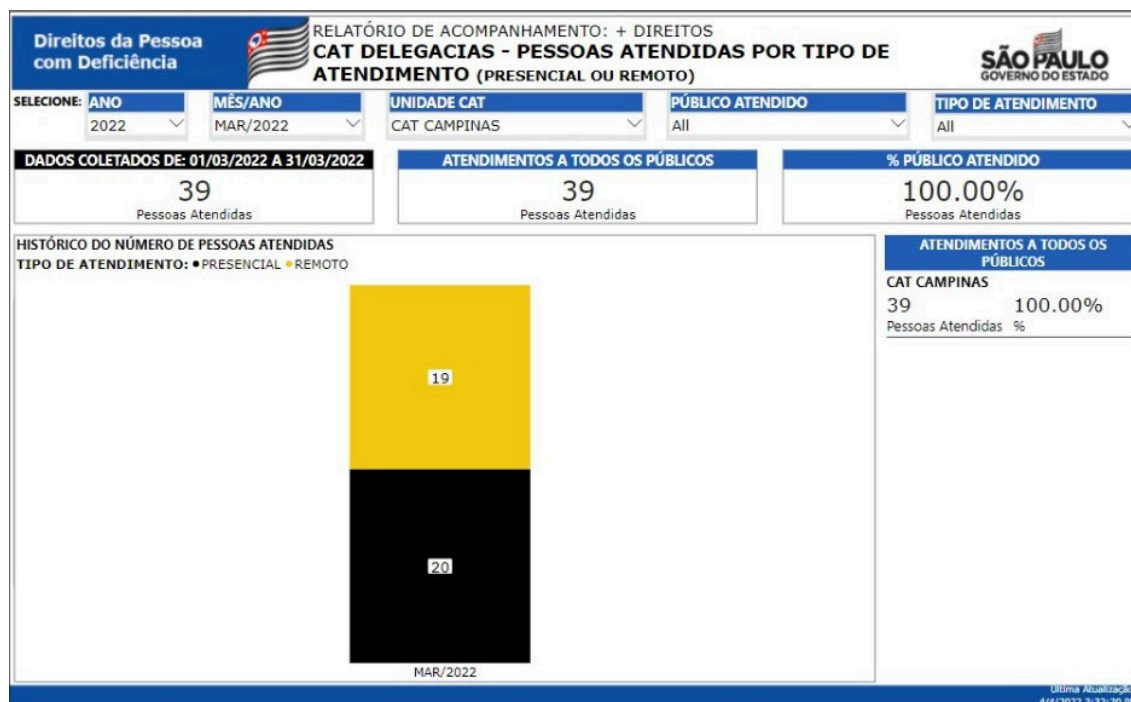 Direitos da Pessoa
com Deficiência
RELATÓRIO DE ACOMPANHAMENTO: + DIREITOS
CAT DELEGACIAS - PESSOAS ATENDIDAS POR TIPO DE
ATENDIMENTO (PRESENCIAL OU REMOTO)
SÃO PAULO
GOVERNO DO ESTADO
SELECIONE: ANO MÊS/ANO UNIDADE CAT PÚBLICO ATENDIDO TIPO DE ATENDIMENTO
2022 MAR/2022 CAT CAMPINAS All All
DADOS COLETADOS DE: 01/03/2022 A 31/03/2022
39
Pessoas Atendidas
ATENDIMENTOS A TODOS OS PÚBLICOS
39
Pessoas Atendidas
% PÚBLICO ATENDIDO
100.00%
Pessoas Atendidas
HISTÓRICO DO NÚMERO DE PESSOAS ATENDIDAS
TIPO DE ATENDIMENTO: PRESENCIAL REMOTO
19
20
MAR/2022
ATENDIMENTOS A TODOS OS
PÚBLICOS
CAT CAMPINAS
39 100.00%
Pessoas Atendidas %
Ultima Atualização